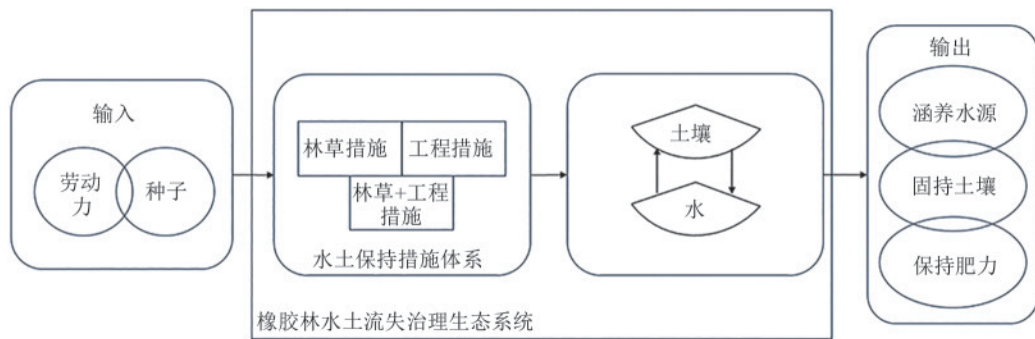 输入
劳动
力
种子
林草措施
工程措施
林草+工程
措施
水土保持措施体系
土壤
水
橡胶林水土流失治理生态系统
输出
涵养水源
固持土壤
保持肥力